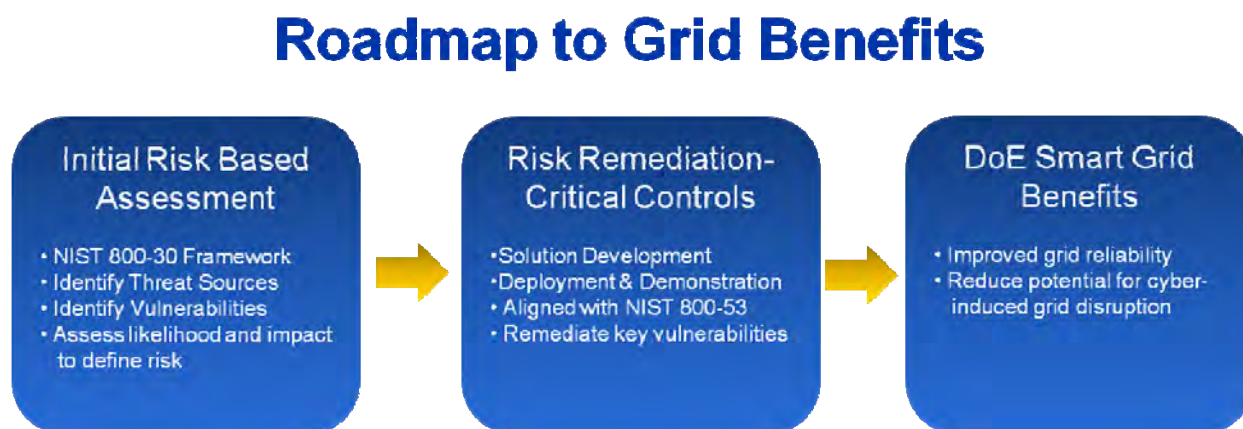 Roadmap to Grid Benefits
Initial Risk Based
Assessment
• NIST 800-30 Framework
• Identify Threat Sources
• Identify Vulnerabilities
• Assess likelihood and impact
to define risk
Risk Remediation-
Critical Controls
•Solution Development
•Deployment & Demonstration
• Aligned with NIST 800-53
• Remediate key vulnerabilities
DoE Smart Grid
Benefits
• Improved grid reliability
• Reduce potential for cyber-
induced grid disruption